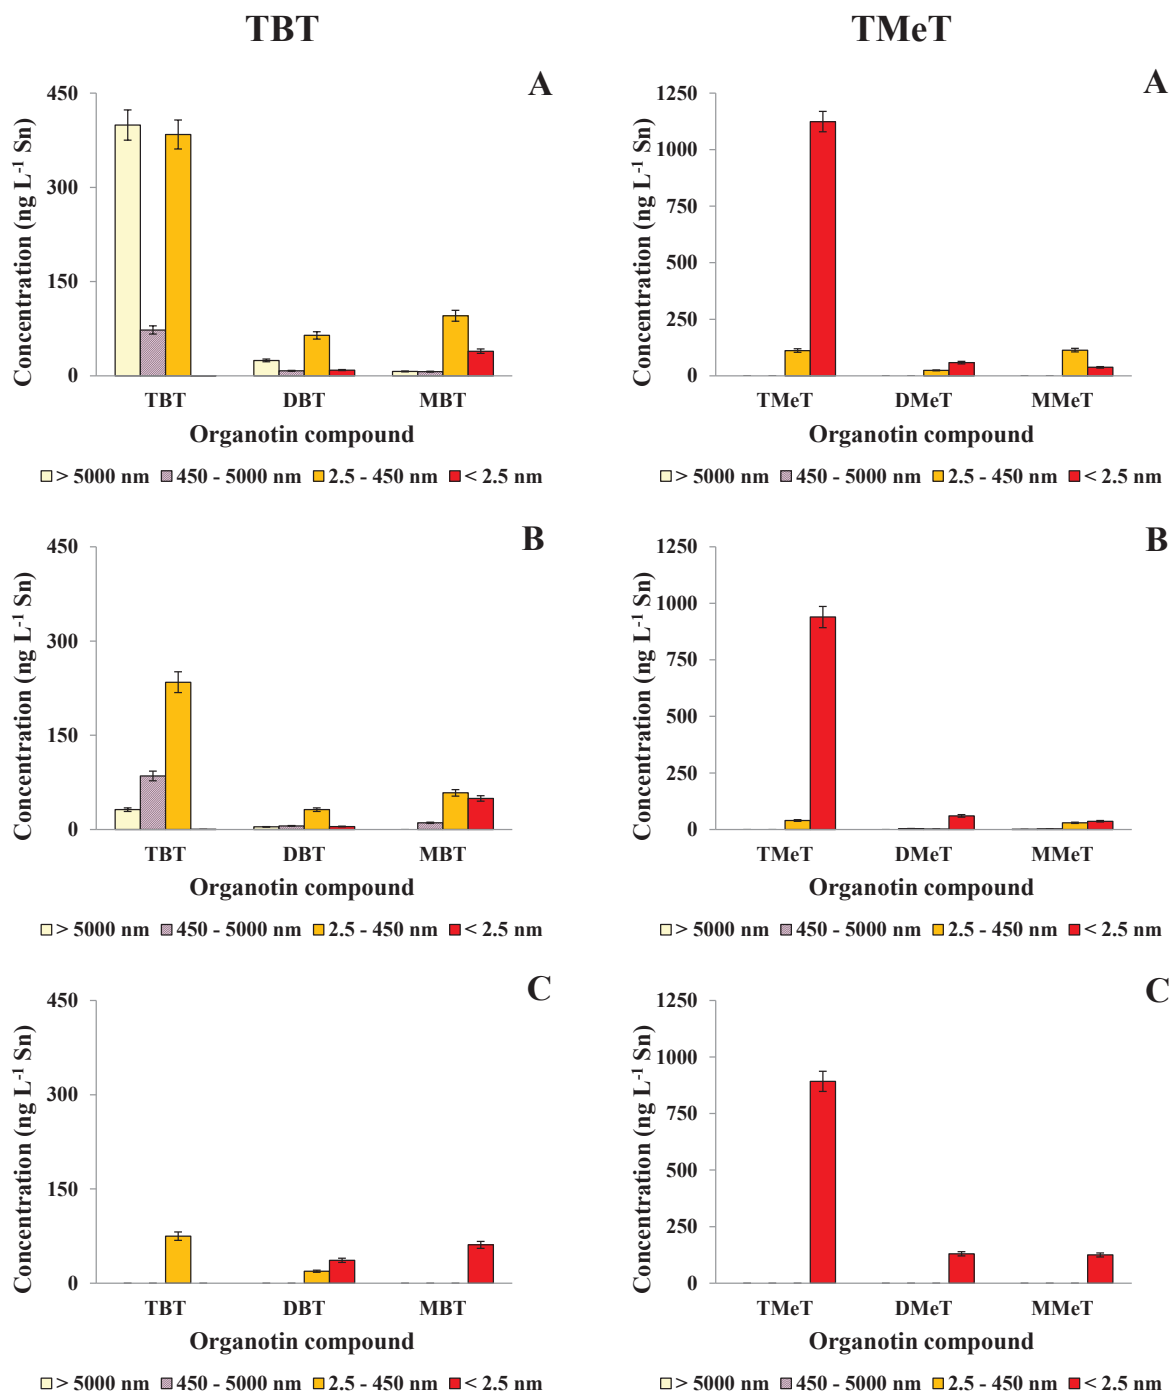 TBT
TMeT
A
Concentration (ng L⁻¹ Sn)
450
300
150
0
TBT DBT MBT
Organotin compound
> 5000 nm 450 - 5000 nm 2.5 - 450 nm < 2.5 nm
A
Concentration (ng L⁻¹ Sn)
1250
1000
750
500
250
0
TMeT DMeT MMeT
Organotin compound
> 5000 nm 450 - 5000 nm 2.5 - 450 nm < 2.5 nm
B
Concentration (ng L⁻¹ Sn)
450
300
150
0
TBT DBT MBT
Organotin compound
> 5000 nm 450 - 5000 nm 2.5 - 450 nm < 2.5 nm
B
Concentration (ng L⁻¹ Sn)
1250
1000
750
500
250
0
TMeT DMeT MMeT
Organotin compound
> 5000 nm 450 - 5000 nm 2.5 - 450 nm < 2.5 nm
C
Concentration (ng L⁻¹ Sn)
450
300
150
0
TBT DBT MBT
Organotin compound
> 5000 nm 450 - 5000 nm 2.5 - 450 nm < 2.5 nm
C
Concentration (ng L⁻¹ Sn)
1250
1000
750
500
250
0
TMeT DMeT MMeT
Organotin compound
> 5000 nm 450 - 5000 nm 2.5 - 450 nm < 2.5 nm